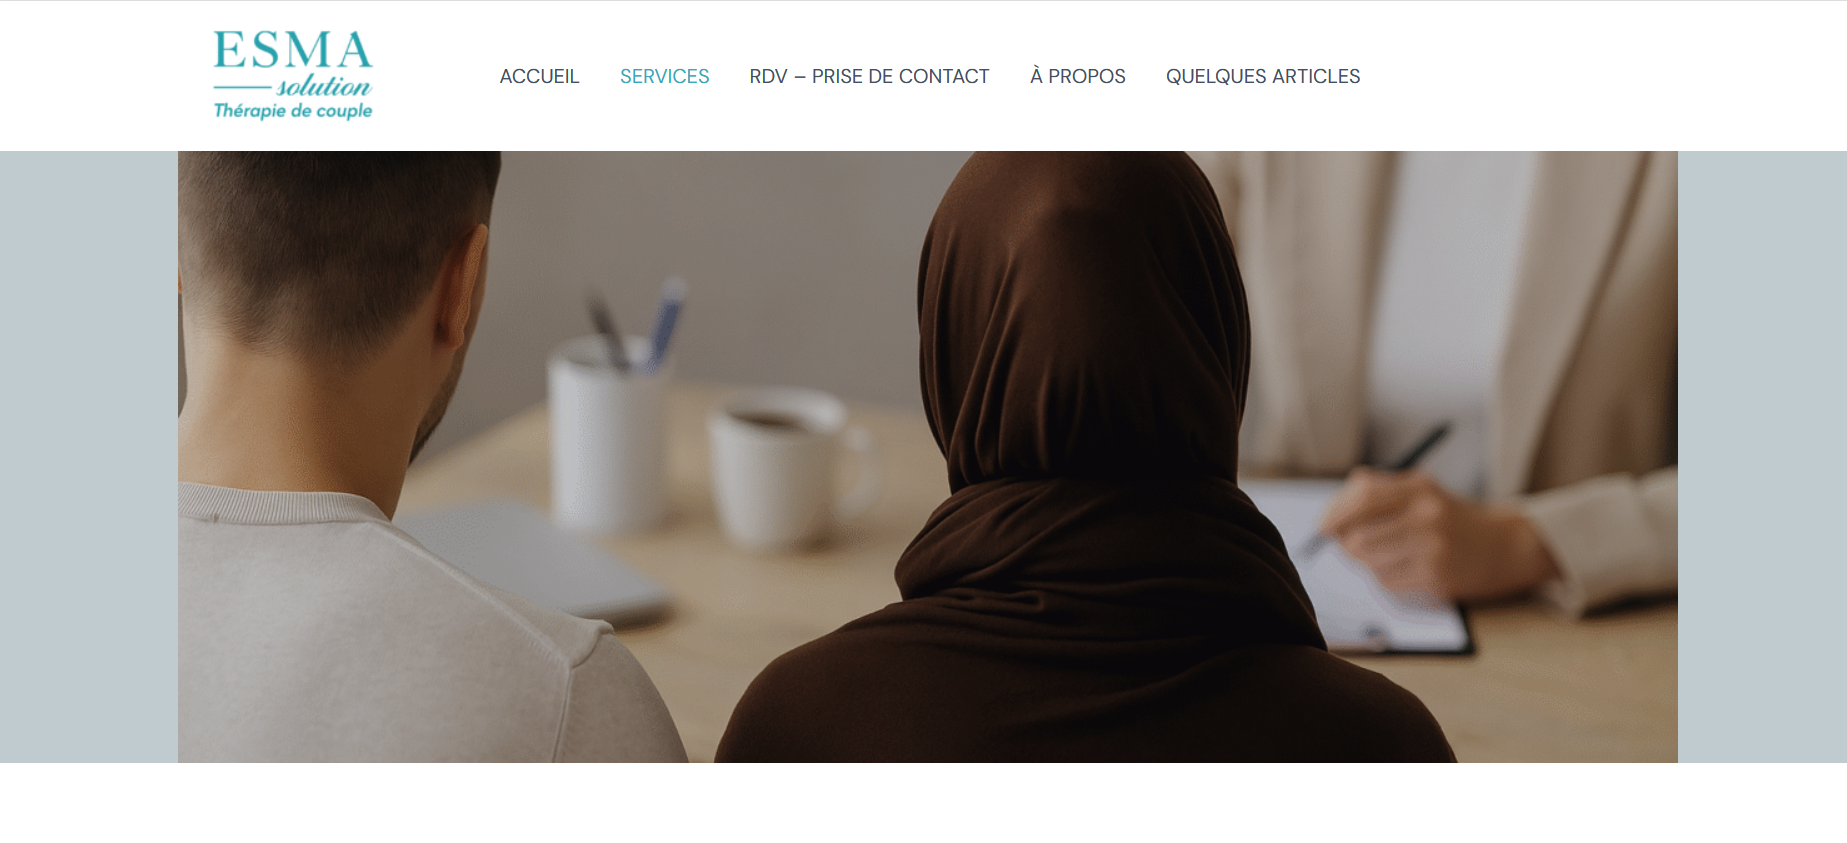 ESMA
solution
Thérapie de couple
ACCUEIL
SERVICES
RDV – PRISE DE CONTACT
À PROPOS
QUELQUES ARTICLES